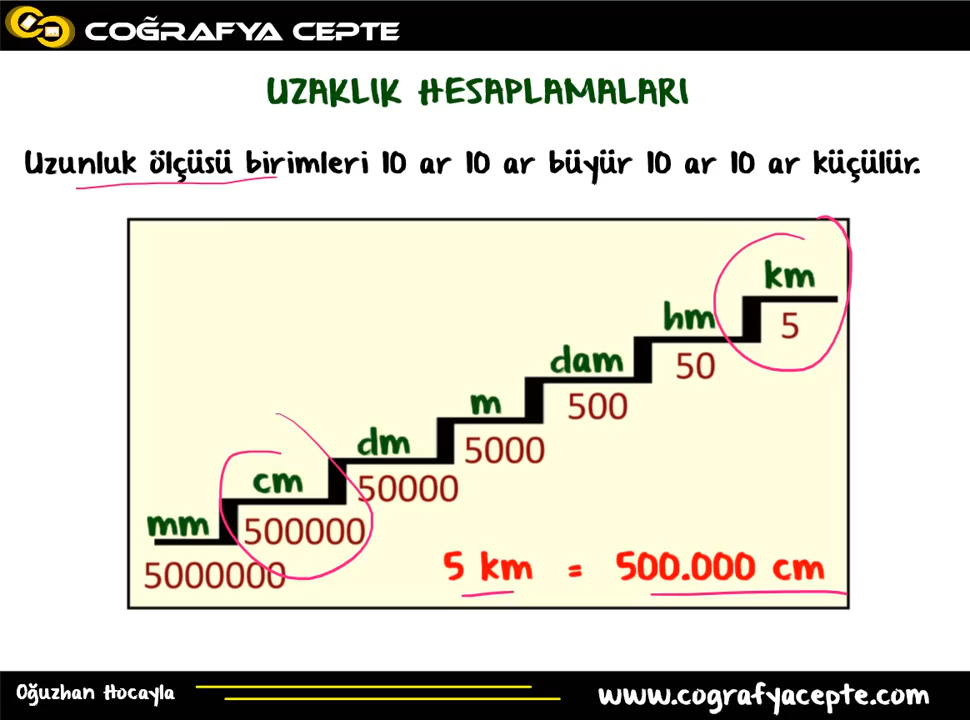 COĞRAFYA CEPTE
UZAKLIK HESAPLAMALARI
Uzunluk ölçüsü birimleri 10 ar 10 ar büyür 10 ar 10 ar küçülür.
km
5
hm
50
dam
500
m
5000
dm
50000
cm
500000
mm
5000000
5 km = 500.000 cm
Oğuzhan Hocayla
www.cografyacepte.com